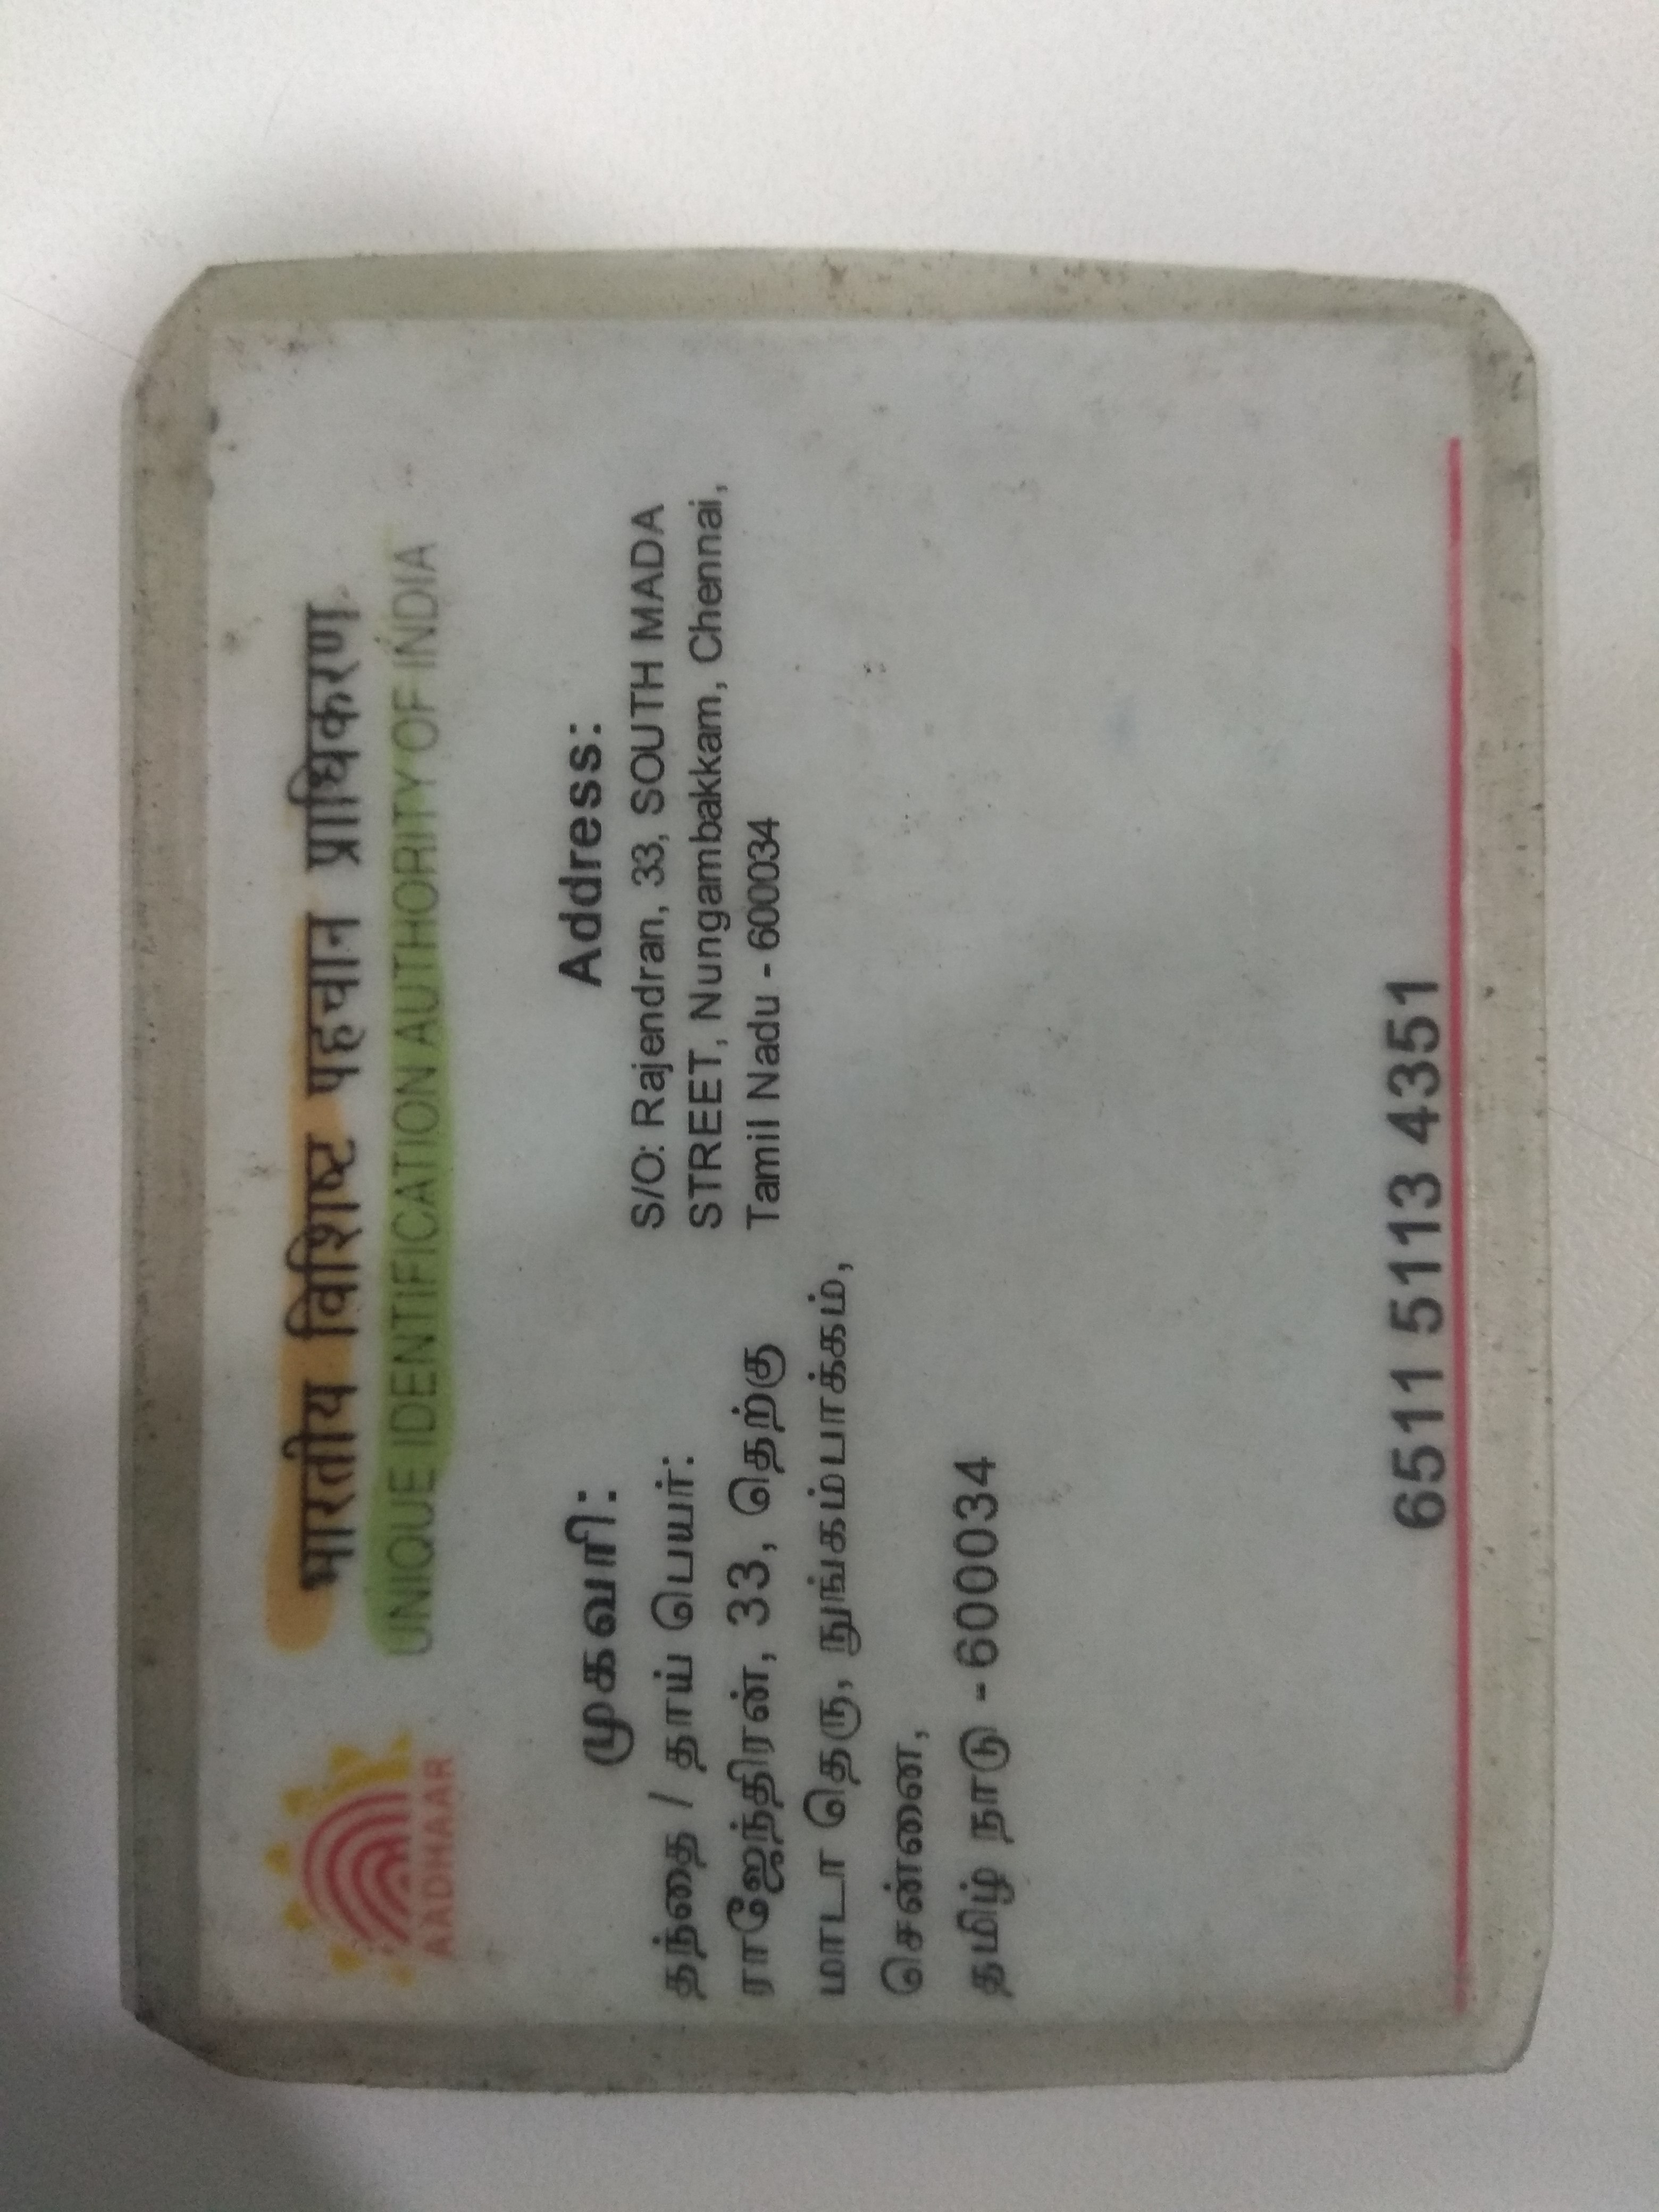 भारतीय विशिष्ट पहचान प्राधिकरण
UNIQUE IDENTIFICATION AUTHORITY OF INDIA
AADHAAR
முகவரி:
தந்தை / தாய் பெயர்:
ராஜேந்திரன், 33, தெற்கு
மாடா தெரு, நுங்கம்பாக்கம்,
சென்னை,
தமிழ் நாடு - 600034
Address:
S/O: Rajendran, 33, SOUTH MADA
STREET, Nungambakkam, Chennai,
Tamil Nadu - 600034
6511 5113 4351